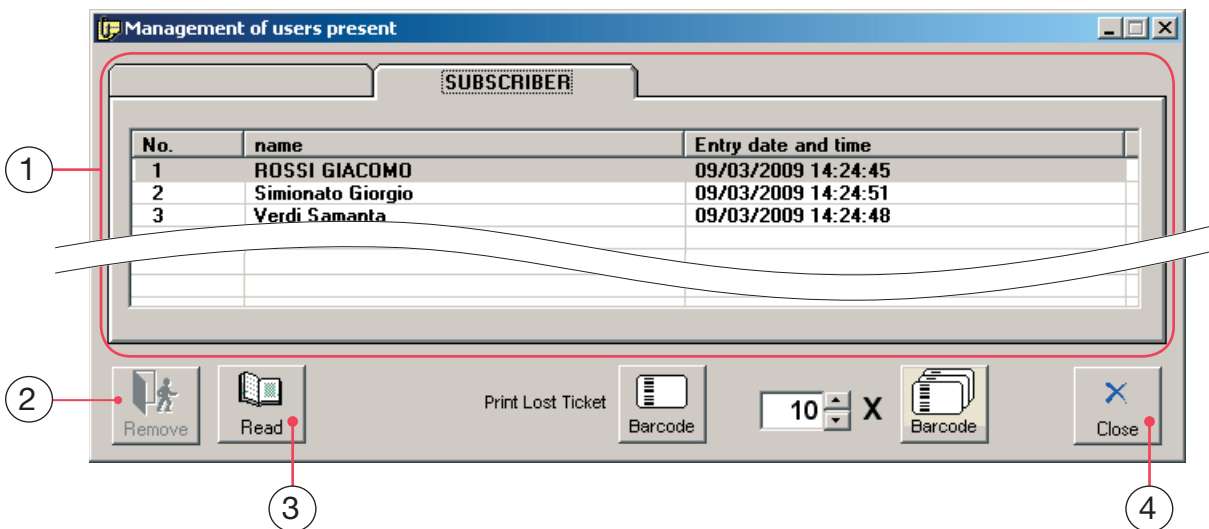 Management of users present
SUBSCRIBER
No. name Entry date and time
1 ROSSI GIACOMO 09/03/2009 14:24:45
2 Simionato Giorgio 09/03/2009 14:24:51
3 Verdi Samanta 09/03/2009 14:24:48
1
2
Remove
Read
Print Lost Ticket
Barcode
10 X
Barcode
Close
3
4